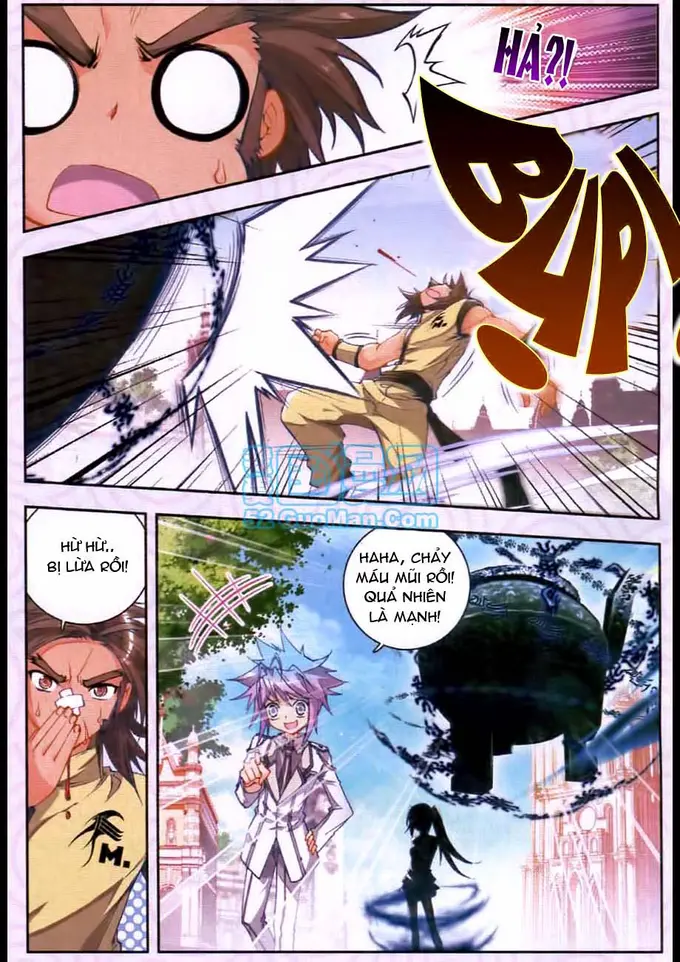 HẢ?!
BỤP!
52GuoMan.Com
HỪ HỪ..
BỊ LỪA RỒI!
HAHA, CHẢY
MÁU MŨI RỒI!
QUẢ NHIÊN
LÀ MẠNH!
M.